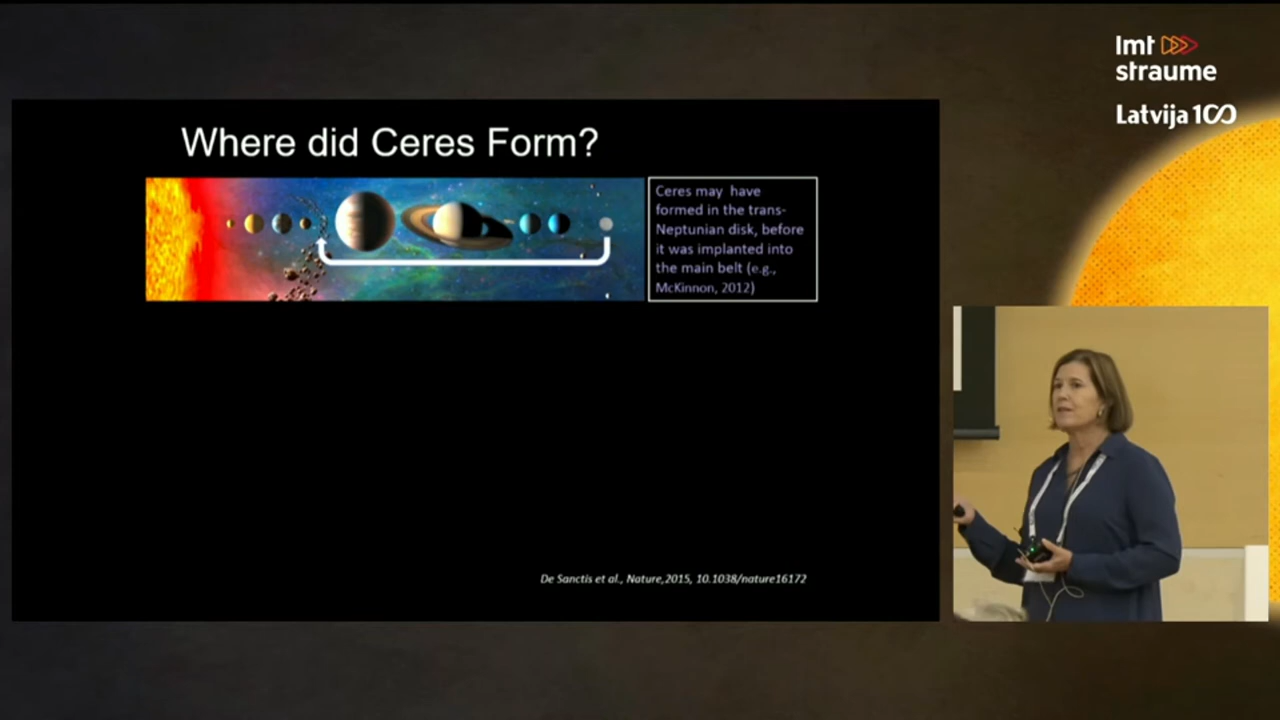 lmt
straume
Latvija 100
Where did Ceres Form?
Ceres may have
formed in the trans-
Neptunian disk, before
it was implanted into
the main belt (e.g.,
McKinnon, 2012)
De Sanctis et al., Nature,2015, 10.1038/nature16172